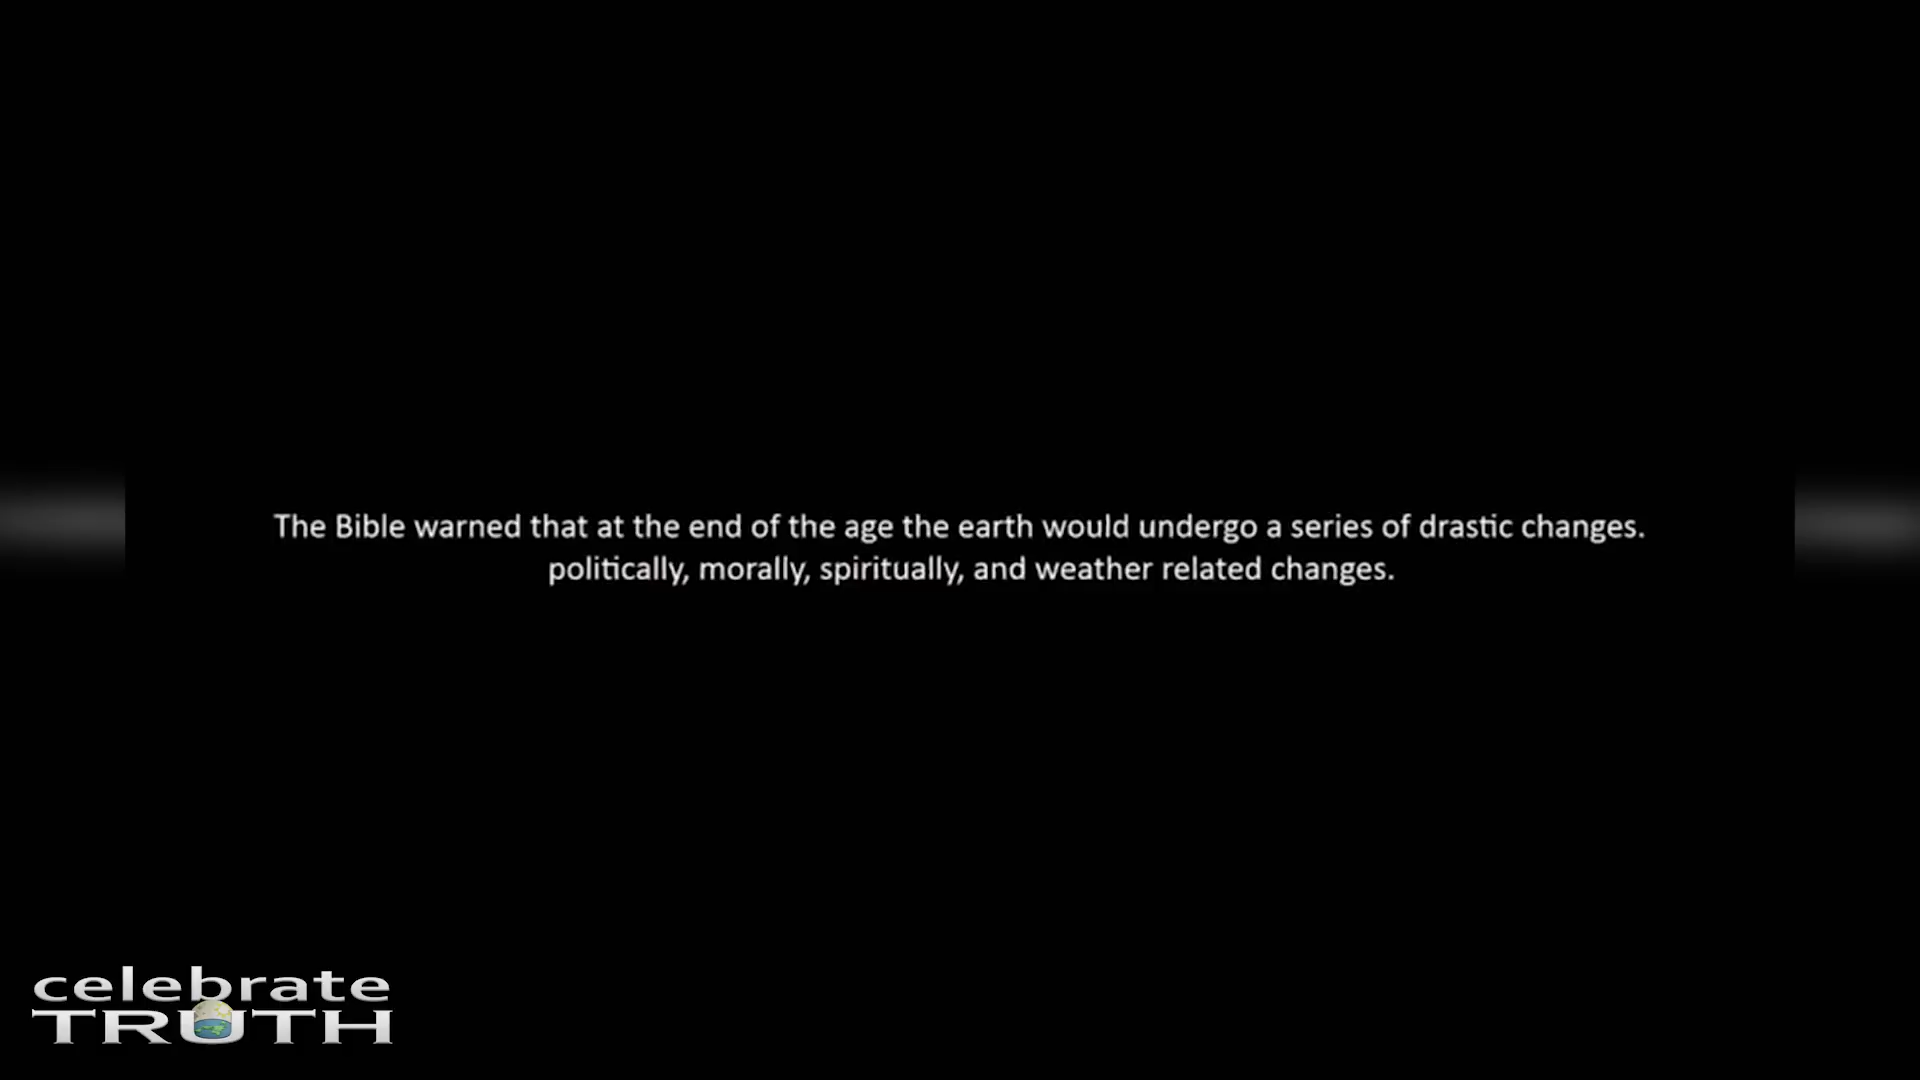 The Bible warned that at the end of the age the earth would undergo a series of drastic changes.
politically, morally, spiritually, and weather related changes.
celebrate
TRUTH